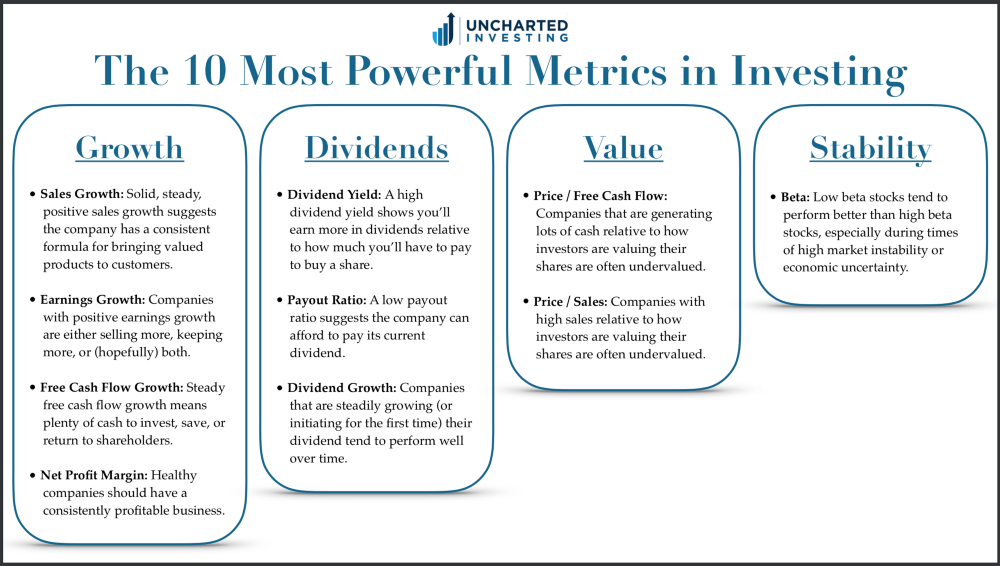 UNCHARTED
INVESTING
The 10 Most Powerful Metrics in Investing
Growth
• Sales Growth: Solid, steady,
positive sales growth suggests
the company has a consistent
formula for bringing valued
products to customers.
• Earnings Growth: Companies
with positive earnings growth
are either selling more, keeping
more, or (hopefully) both.
• Free Cash Flow Growth: Steady
free cash flow growth means
plenty of cash to invest, save, or
return to shareholders.
• Net Profit Margin: Healthy
companies should have a
consistently profitable business.
Dividends
• Dividend Yield: A high
dividend yield shows you'll
earn more in dividends relative
to how much you'll have to pay
to buy a share.
• Payout Ratio: A low payout
ratio suggests the company can
afford to pay its current
dividend.
• Dividend Growth: Companies
that are steadily growing (or
initiating for the first time) their
dividend tend to perform well
over time.
Value
• Price / Free Cash Flow:
Companies that are generating
lots of cash relative to how
investors are valuing their
shares are often undervalued.
• Price / Sales: Companies with
high sales relative to how
investors are valuing their
shares are often undervalued.
Stability
• Beta: Low beta stocks tend to
perform better than high beta
stocks, especially during times
of high market instability or
economic uncertainty.